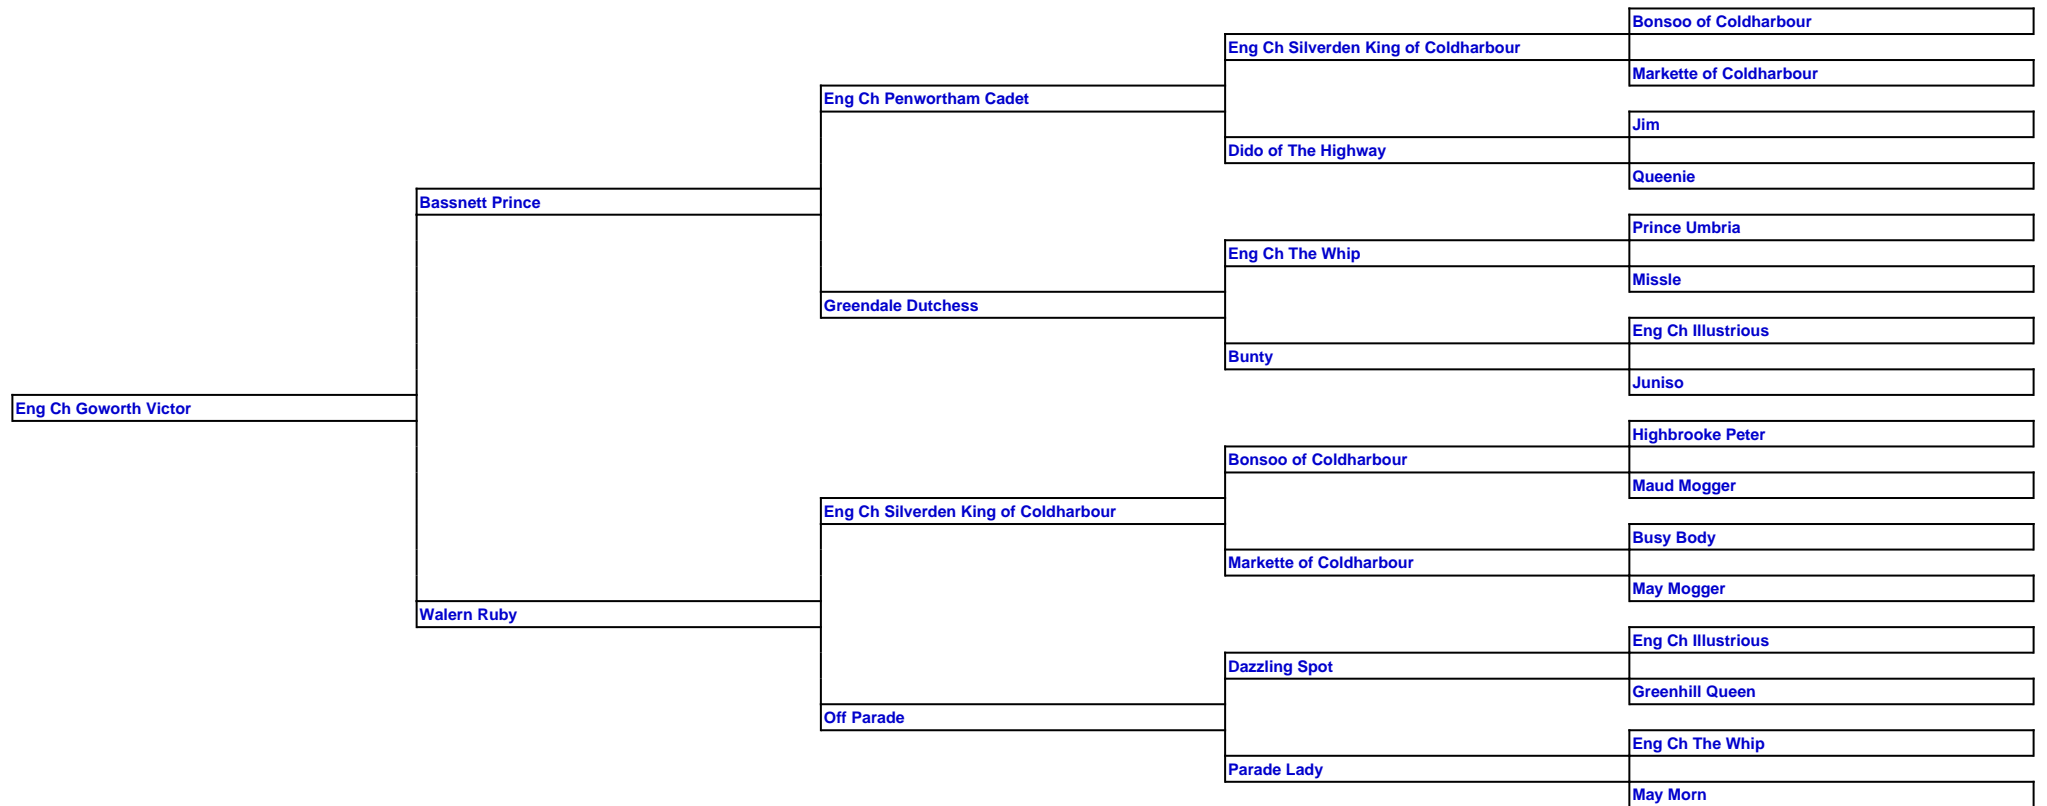 Bonsoo of Coldharbour
Eng Ch Silverden King of Coldharbour
Markette of Coldharbour
Eng Ch Penwortham Cadet
Jim
Dido of The Highway
Queenie
Bassnett Prince
Prince Umbria
Eng Ch The Whip
Missle
Greendale Dutchess
Eng Ch Illustrious
Bunty
Juniso
Eng Ch Goworth Victor
Highbrooke Peter
Bonsoo of Coldharbour
Maud Mogger
Eng Ch Silverden King of Coldharbour
Busy Body
Markette of Coldharbour
May Mogger
Walern Ruby
Eng Ch Illustrious
Dazzling Spot
Greenhill Queen
Off Parade
Eng Ch The Whip
Parade Lady
May Morn